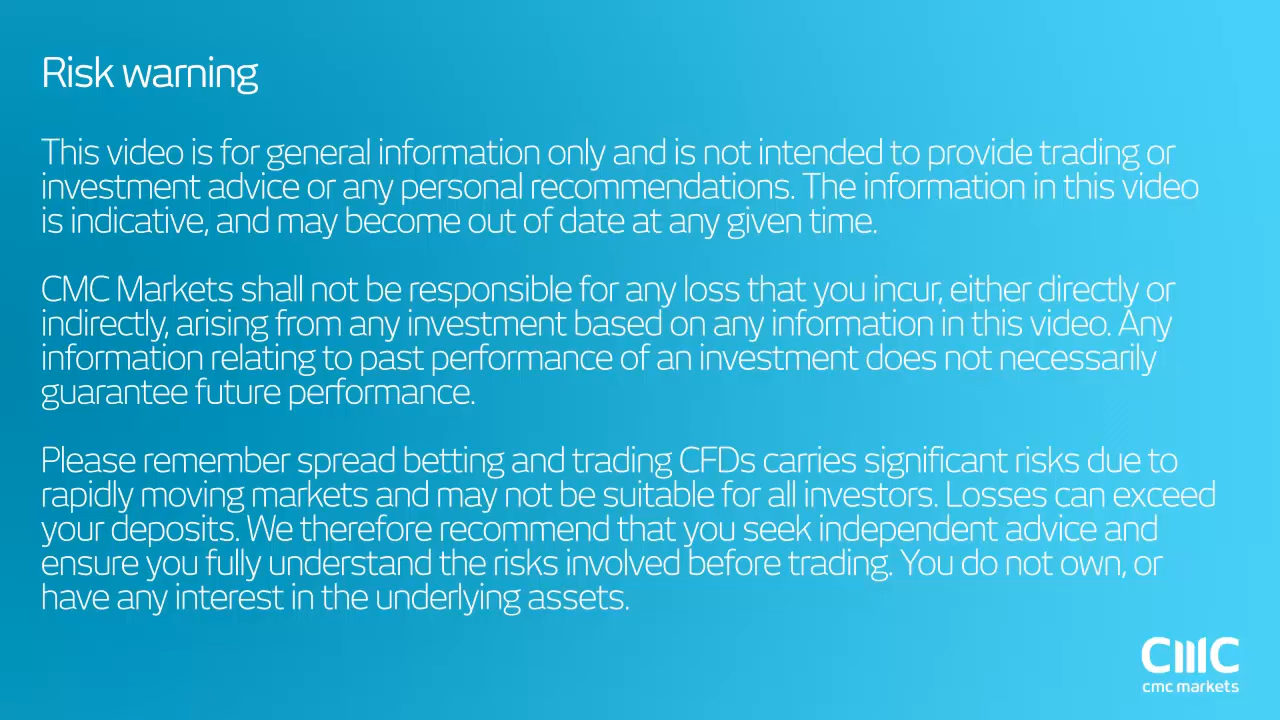 Risk warning
This video is for general information only and is not intended to provide trading or
investment advice or any personal recommendations. The information in this video
is indicative, and may become out of date at any given time.
CMC Markets shall not be responsible for any loss that you incur, either directly or
indirectly, arising from any investment based on any information in this video. Any
information relating to past performance of an investment does not necessarily
guarantee future performance.
Please remember spread betting and trading CFDs carries significant risks due to
rapidly moving markets and may not be suitable for all investors. Losses can exceed
your deposits. We therefore recommend that you seek independent advice and
ensure you fully understand the risks involved before trading. You do not own, or
have any interest in the underlying assets.
CMC
cmc markets